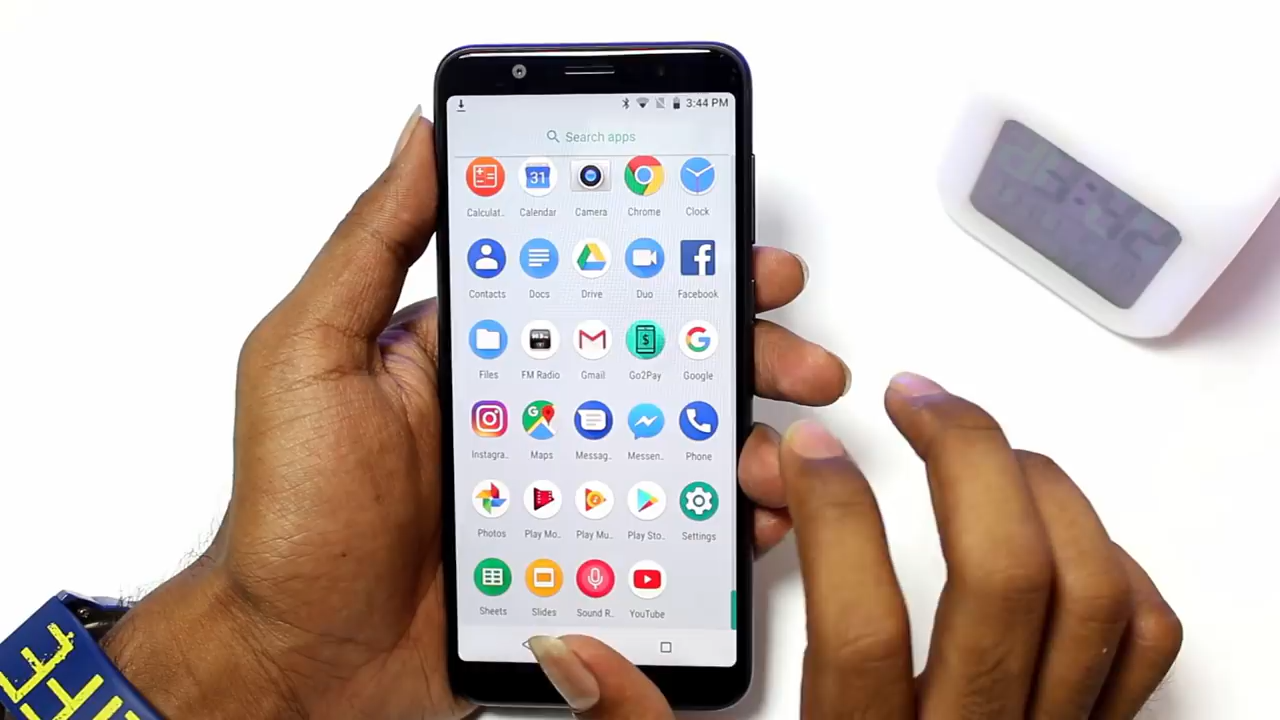 3:44 PM
Search apps
31
Calculat.. Calendar Camera Chrome Clock
Contacts Docs Drive Duo Facebook
Files FM Radio Gmail Go2Pay Google
Instagra.. Maps Messag.. Messen.. Phone
Photos Play Mo.. Play Mu.. Play Sto.. Settings
Sheets Slides Sound R.. YouTube